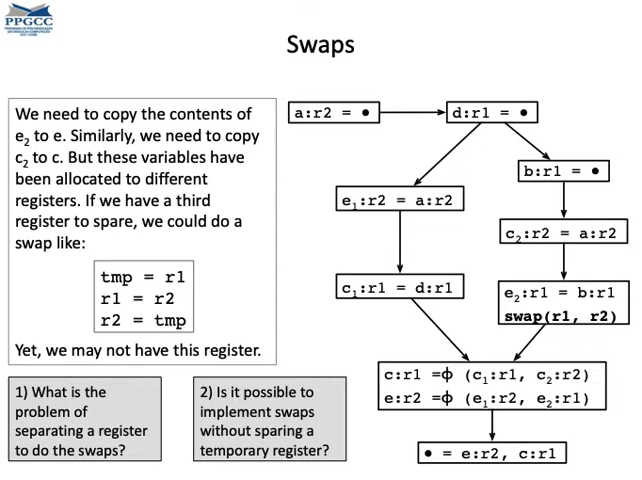 PPGCC
Swaps
We need to copy the contents of
e2 to e. Similarly, we need to copy
c2 to c. But these variables have
been allocated to different
registers. If we have a third
register to spare, we could do a
swap like:
tmp = r1
r1 = r2
r2 = tmp
Yet, we may not have this register.
1) What is the
problem of
separating a register
to do the swaps?
2) Is it possible to
implement swaps
without sparing a
temporary register?
a:r2 = •
d:r1 = •
b:r1 = •
e1:r2 = a:r2
c2:r2 = a:r2
c1:r1 = d:r1
e2:r1 = b:r1
swap(r1, r2)
c:r1 =ϕ (c1:r1, c2:r2)
e:r2 =ϕ (e1:r2, e2:r1)
• = e:r2, c:r1